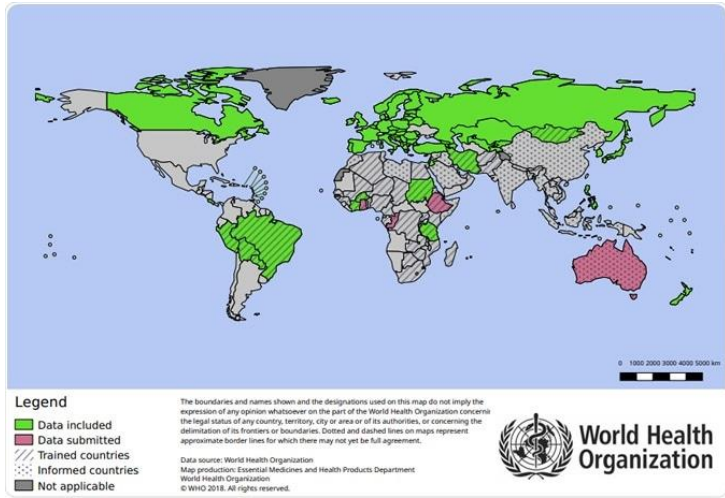 0 1000 2000 3000 4000 5000 km
Legend
Data included
Data submitted
Trained countries
Informed countries
Not applicable
The boundaries and names shown and the designations used on this map do not imply the
expression of any opinion whatsoever on the part of the World Health Organization concerni
the legal status of any country, territory, city or area or of its authorities, or concerning the
delimitation of its frontiers or boundaries. Dotted and dashed lines on maps represent
approximate border lines for which there may not yet be full agreement.
Data source: World Health Organization
Map production: Essential Medicines and Health Products Department
World Health Organization
© WHO 2018. All rights reserved.
World Health
Organization